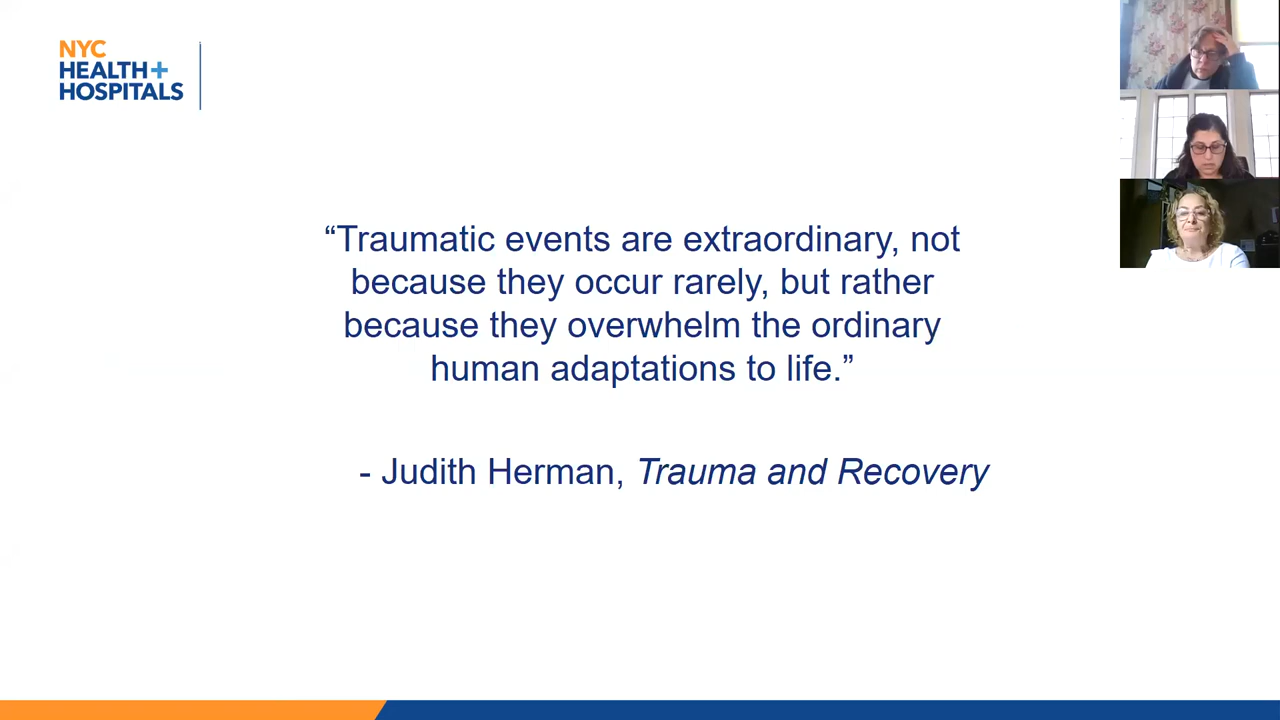 NYC
HEALTH+
HOSPITALS
“Traumatic events are extraordinary, not
because they occur rarely, but rather
because they overwhelm the ordinary
human adaptations to life.”
- Judith Herman, Trauma and Recovery